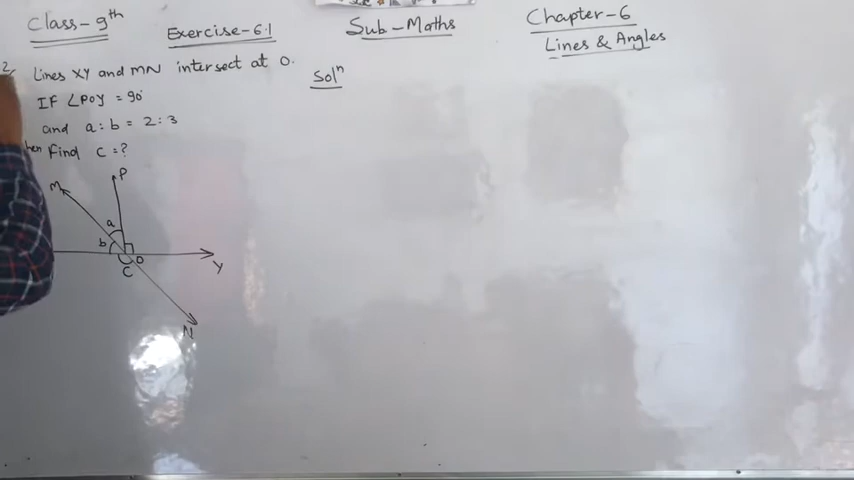 Class-9th
Exercise-6.1
Sub-Maths
Chapter-6
Lines & Angles
2/ Lines XY and MN intersect at O.
IF ∠POY = 90°
and a:b = 2:3
Find C = ?
Solⁿ
M
P
a
b
O
C
Y
N